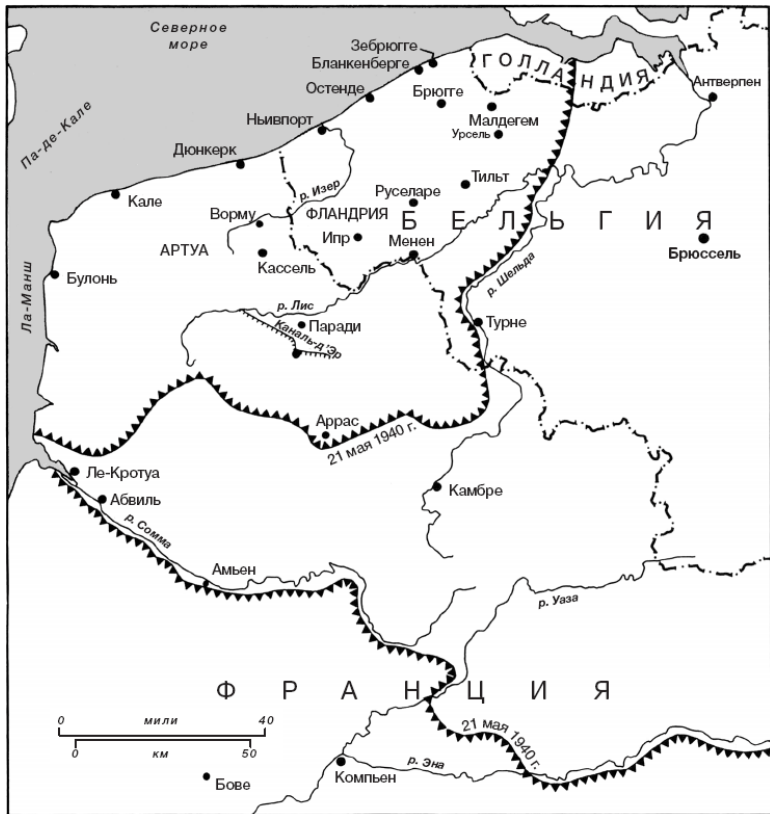 Северное
море
Зебрюгге
Бланкенберге
ГОЛЛАНДИЯ
Остенде
Брюгге
Антверпен
Малдегем
Ньивпорт
Урсель
Па-де-Кале
Дюнкерк
Тильт
Кале
р. Изер
Руселаре
Ворму
ФЛАНДРИЯ
БЕЛЬГИЯ
Ипр
Менен
АРТУА
Кассель
Брюссель
Булонь
р. Шельда
Ла-Манш
р. Лис
Паради
Турне
Каналь-д'Эр
Аррас
21 мая 1940 г.
Ле-Кротуа
Камбре
Абвиль
р. Сомма
Амьен
р. Уаза
ФРАНЦИЯ
0 мили 40
21 мая 1940 г.
0 км 50
р. Эна
Компьен
Бове